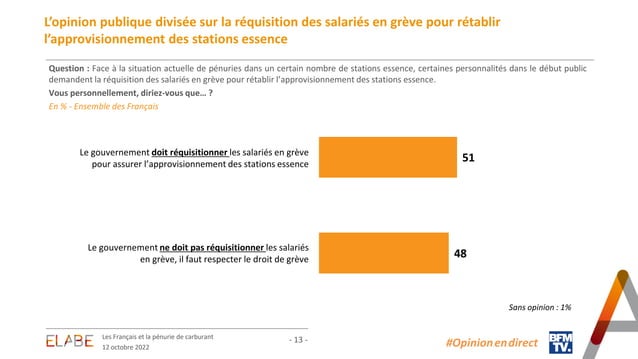 L’opinion publique divisée sur la réquisition des salariés en grève pour rétablir
l’approvisionnement des stations essence
Question : Face à la situation actuelle de pénuries dans un certain nombre de stations essence, certaines personnalités dans le début public
demandent la réquisition des salariés en grève pour rétablir l’approvisionnement des stations essence.
Vous personnellement, diriez-vous que… ?
En % - Ensemble des Français
Le gouvernement doit réquisitionner les salariés en grève
pour assurer l’approvisionnement des stations essence
51
Le gouvernement ne doit pas réquisitionner les salariés
en grève, il faut respecter le droit de grève
48
Sans opinion : 1%
ELABE
Les Français et la pénurie de carburant
12 octobre 2022
- 13 -
#Opinionendirect
BFM
TV.